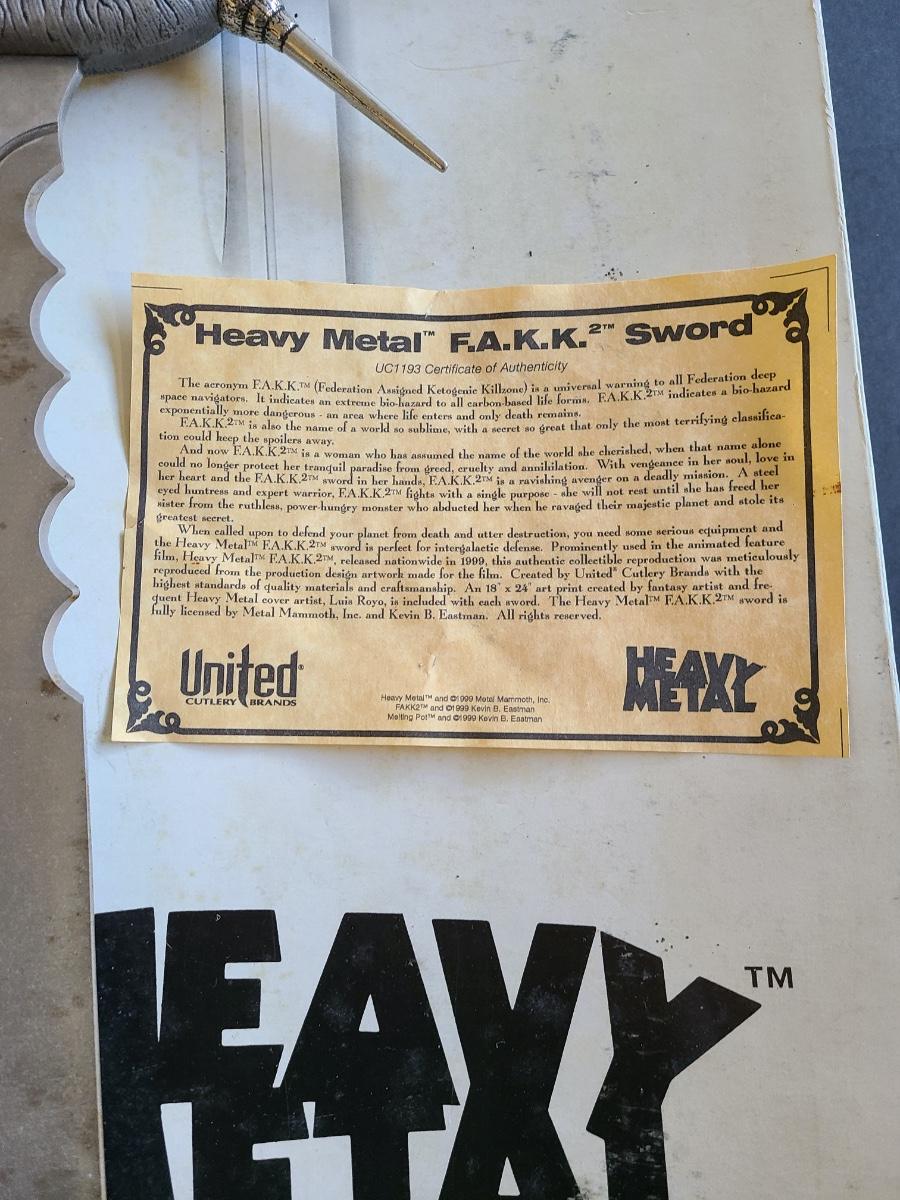 Heavy Metal™ F.A.K.K.²™ Sword
UC1193 Certificate of Authenticity
The acronym F.A.K.K.™ (Federation Assigned Ketogenic Killzone) is a universal warning to all Federation deep
space navigators. It indicates an extreme bio-hazard to all carbon-based life forms. F.A.K.K.2™ indicates a bio-hazard
exponentially more dangerous - an area where life enters and only death remains.
F.A.K.K.2™ is also the name of a world so sublime, with a secret so great that only the most terrifying classifica-
tion could keep the spoilers away.
And now F.A.K.K.2™ is a woman who has assumed the name of the world she cherished, when that name alone
could no longer protect her tranquil paradise from greed, cruelty and annihilation. With vengeance in her soul, love in
her heart and the F.A.K.K.2™ sword in her hands, F.A.K.K.2™ is a ravishing avenger on a deadly mission. A steel
eyed huntress and expert warrior, F.A.K.K.2™ fights with a single purpose - she will not rest until she has freed her
sister from the ruthless, power-hungry monster who abducted her when he ravaged their majestic planet and stole its
greatest secret.
When called upon to defend your planet from death and utter destruction, you need some serious equipment and
the Heavy Metal™ F.A.K.K.2™ sword is perfect for intergalactic defense. Prominently used in the animated feature
film, Heavy Metal™ F.A.K.K.2™, released nationwide in 1999, this authentic collectible reproduction was meticulously
reproduced from the production design artwork made for the film. Created by United® Cutlery Brands with the
highest standards of quality materials and craftsmanship. An 18" x 24" art print created by fantasy artist and fre-
quent Heavy Metal cover artist, Luis Royo, is included with each sword. The Heavy Metal™ F.A.K.K.2™ sword is
fully licensed by Metal Mammoth, Inc. and Kevin B. Eastman. All rights reserved.
United®
CUTLERY BRANDS
Heavy Metal™ and ©1999 Metal Mammoth, Inc.
FAKK2™ and ©1999 Kevin B. Eastman
Melting Pot™ and ©1999 Kevin B. Eastman
HEAVY
METAL
HEAVY™
METAL